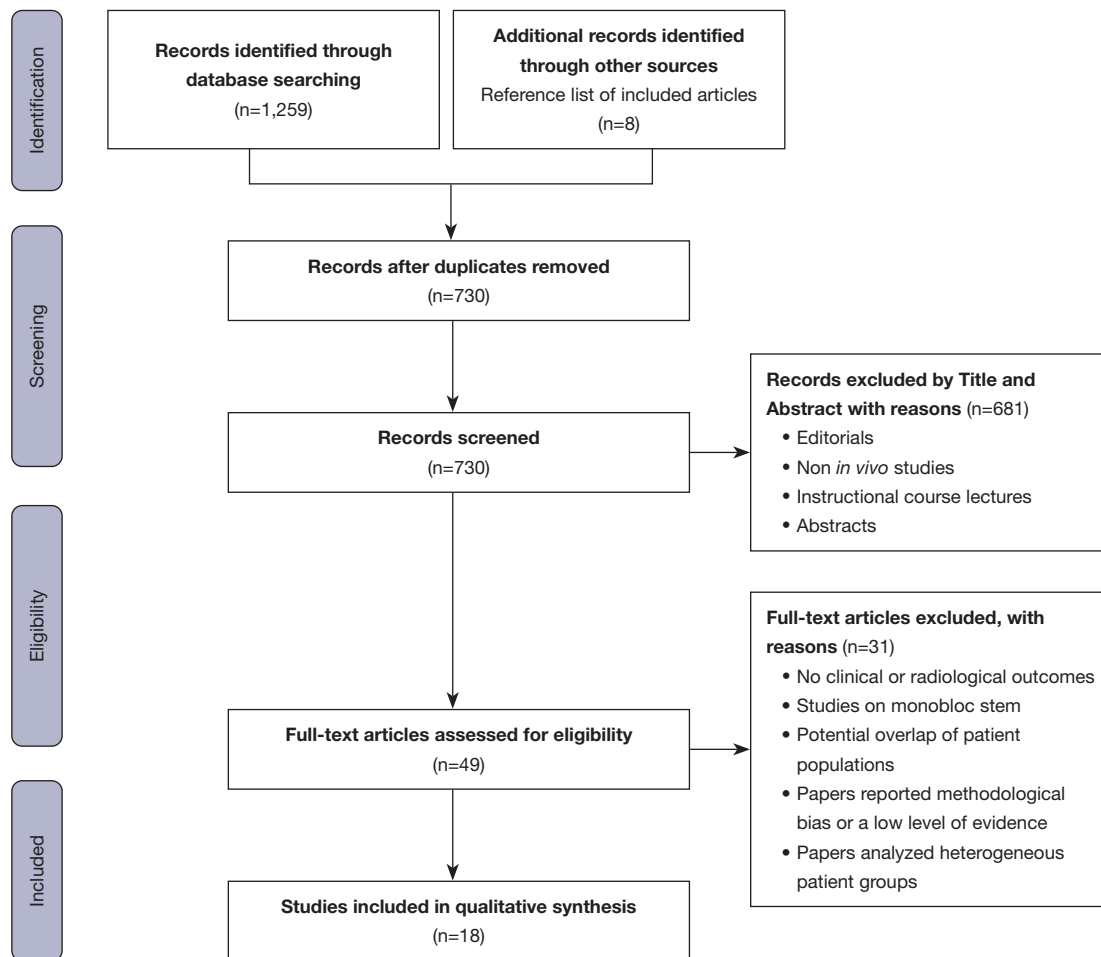 Identification
Records identified through
database searching
(n=1,259)
Additional records identified
through other sources
Reference list of included articles
(n=8)
Screening
Records after duplicates removed
(n=730)
Records screened
(n=730)
Records excluded by Title and
Abstract with reasons (n=681)
• Editorials
• Non in vivo studies
• Instructional course lectures
• Abstracts
Eligibility
Full-text articles assessed for eligibility
(n=49)
Full-text articles excluded, with
reasons (n=31)
• No clinical or radiological outcomes
• Studies on monobloc stem
• Potential overlap of patient
populations
• Papers reported methodological
bias or a low level of evidence
• Papers analyzed heterogeneous
patient groups
Included
Studies included in qualitative synthesis
(n=18)